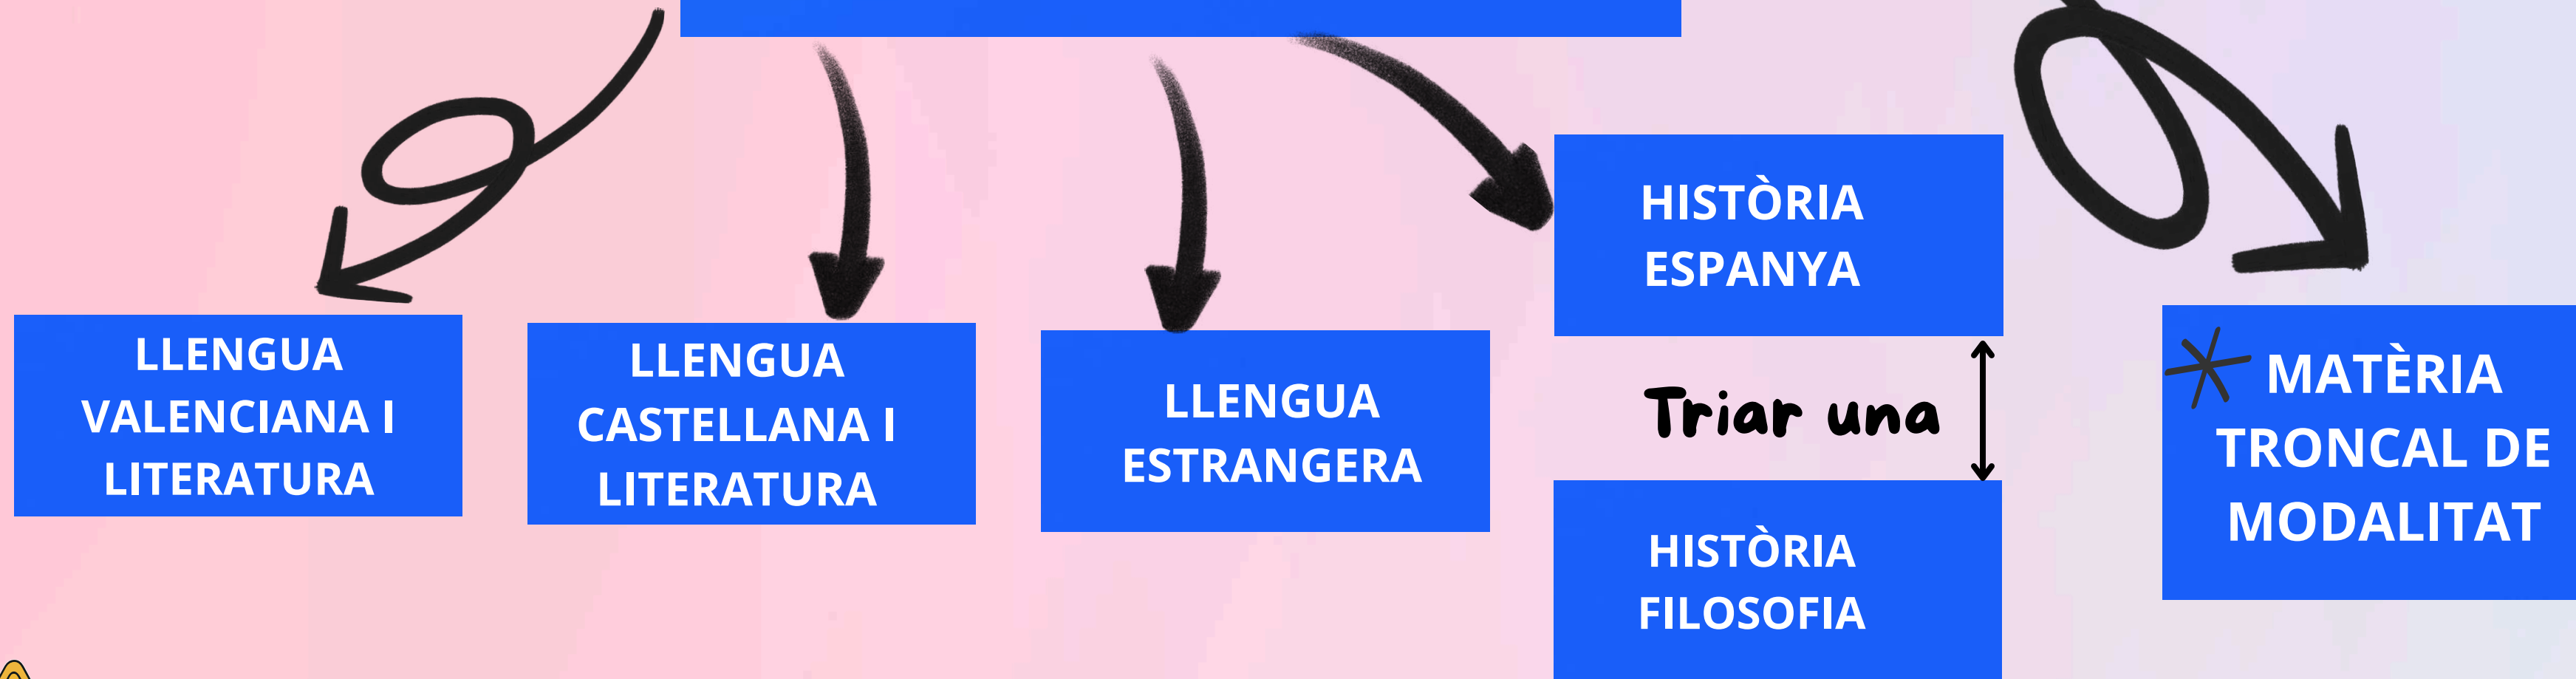 LLENGUA
VALENCIANA I
LITERATURA
LLENGUA
CASTELLANA I
LITERATURA
LLENGUA
ESTRANGERA
HISTÒRIA
ESPANYA
Triar una
HISTÒRIA
FILOSOFIA
MATÈRIA
TRONCAL DE
MODALITAT